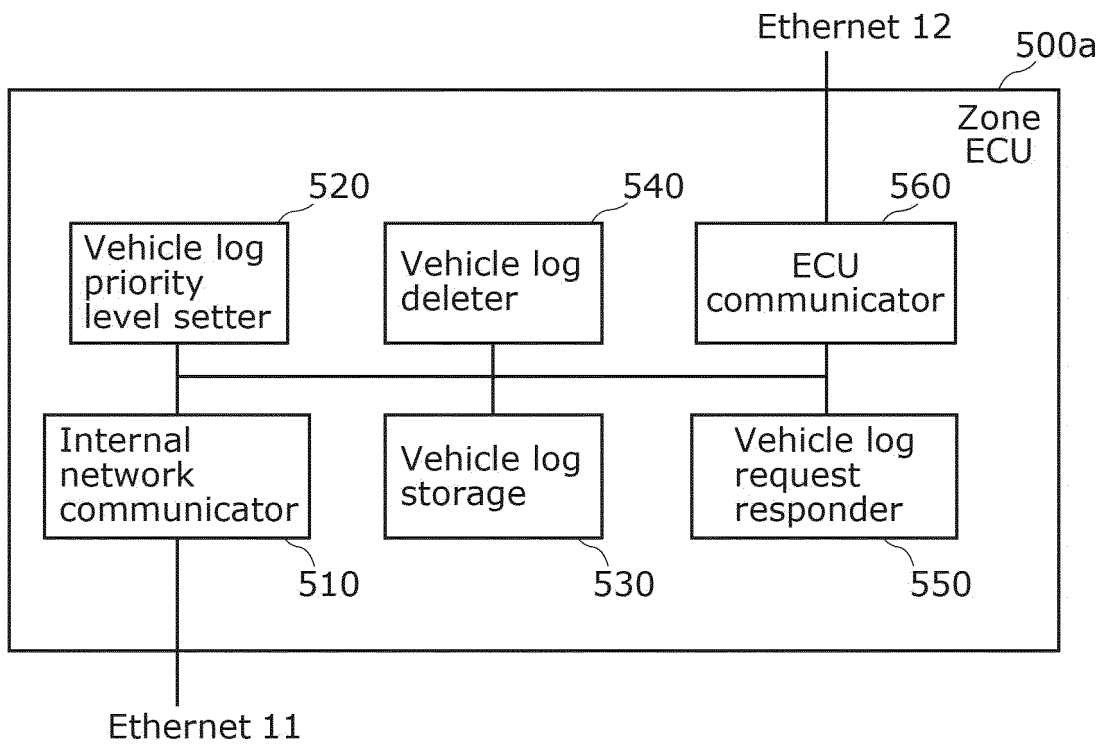 Ethernet 12
500a
Zone
ECU
520
540
560
Vehicle log
priority
level setter
Vehicle log
deleter
ECU
communicator
Internal
network
communicator
Vehicle log
storage
Vehicle log
request
responder
510
530
550
Ethernet 11